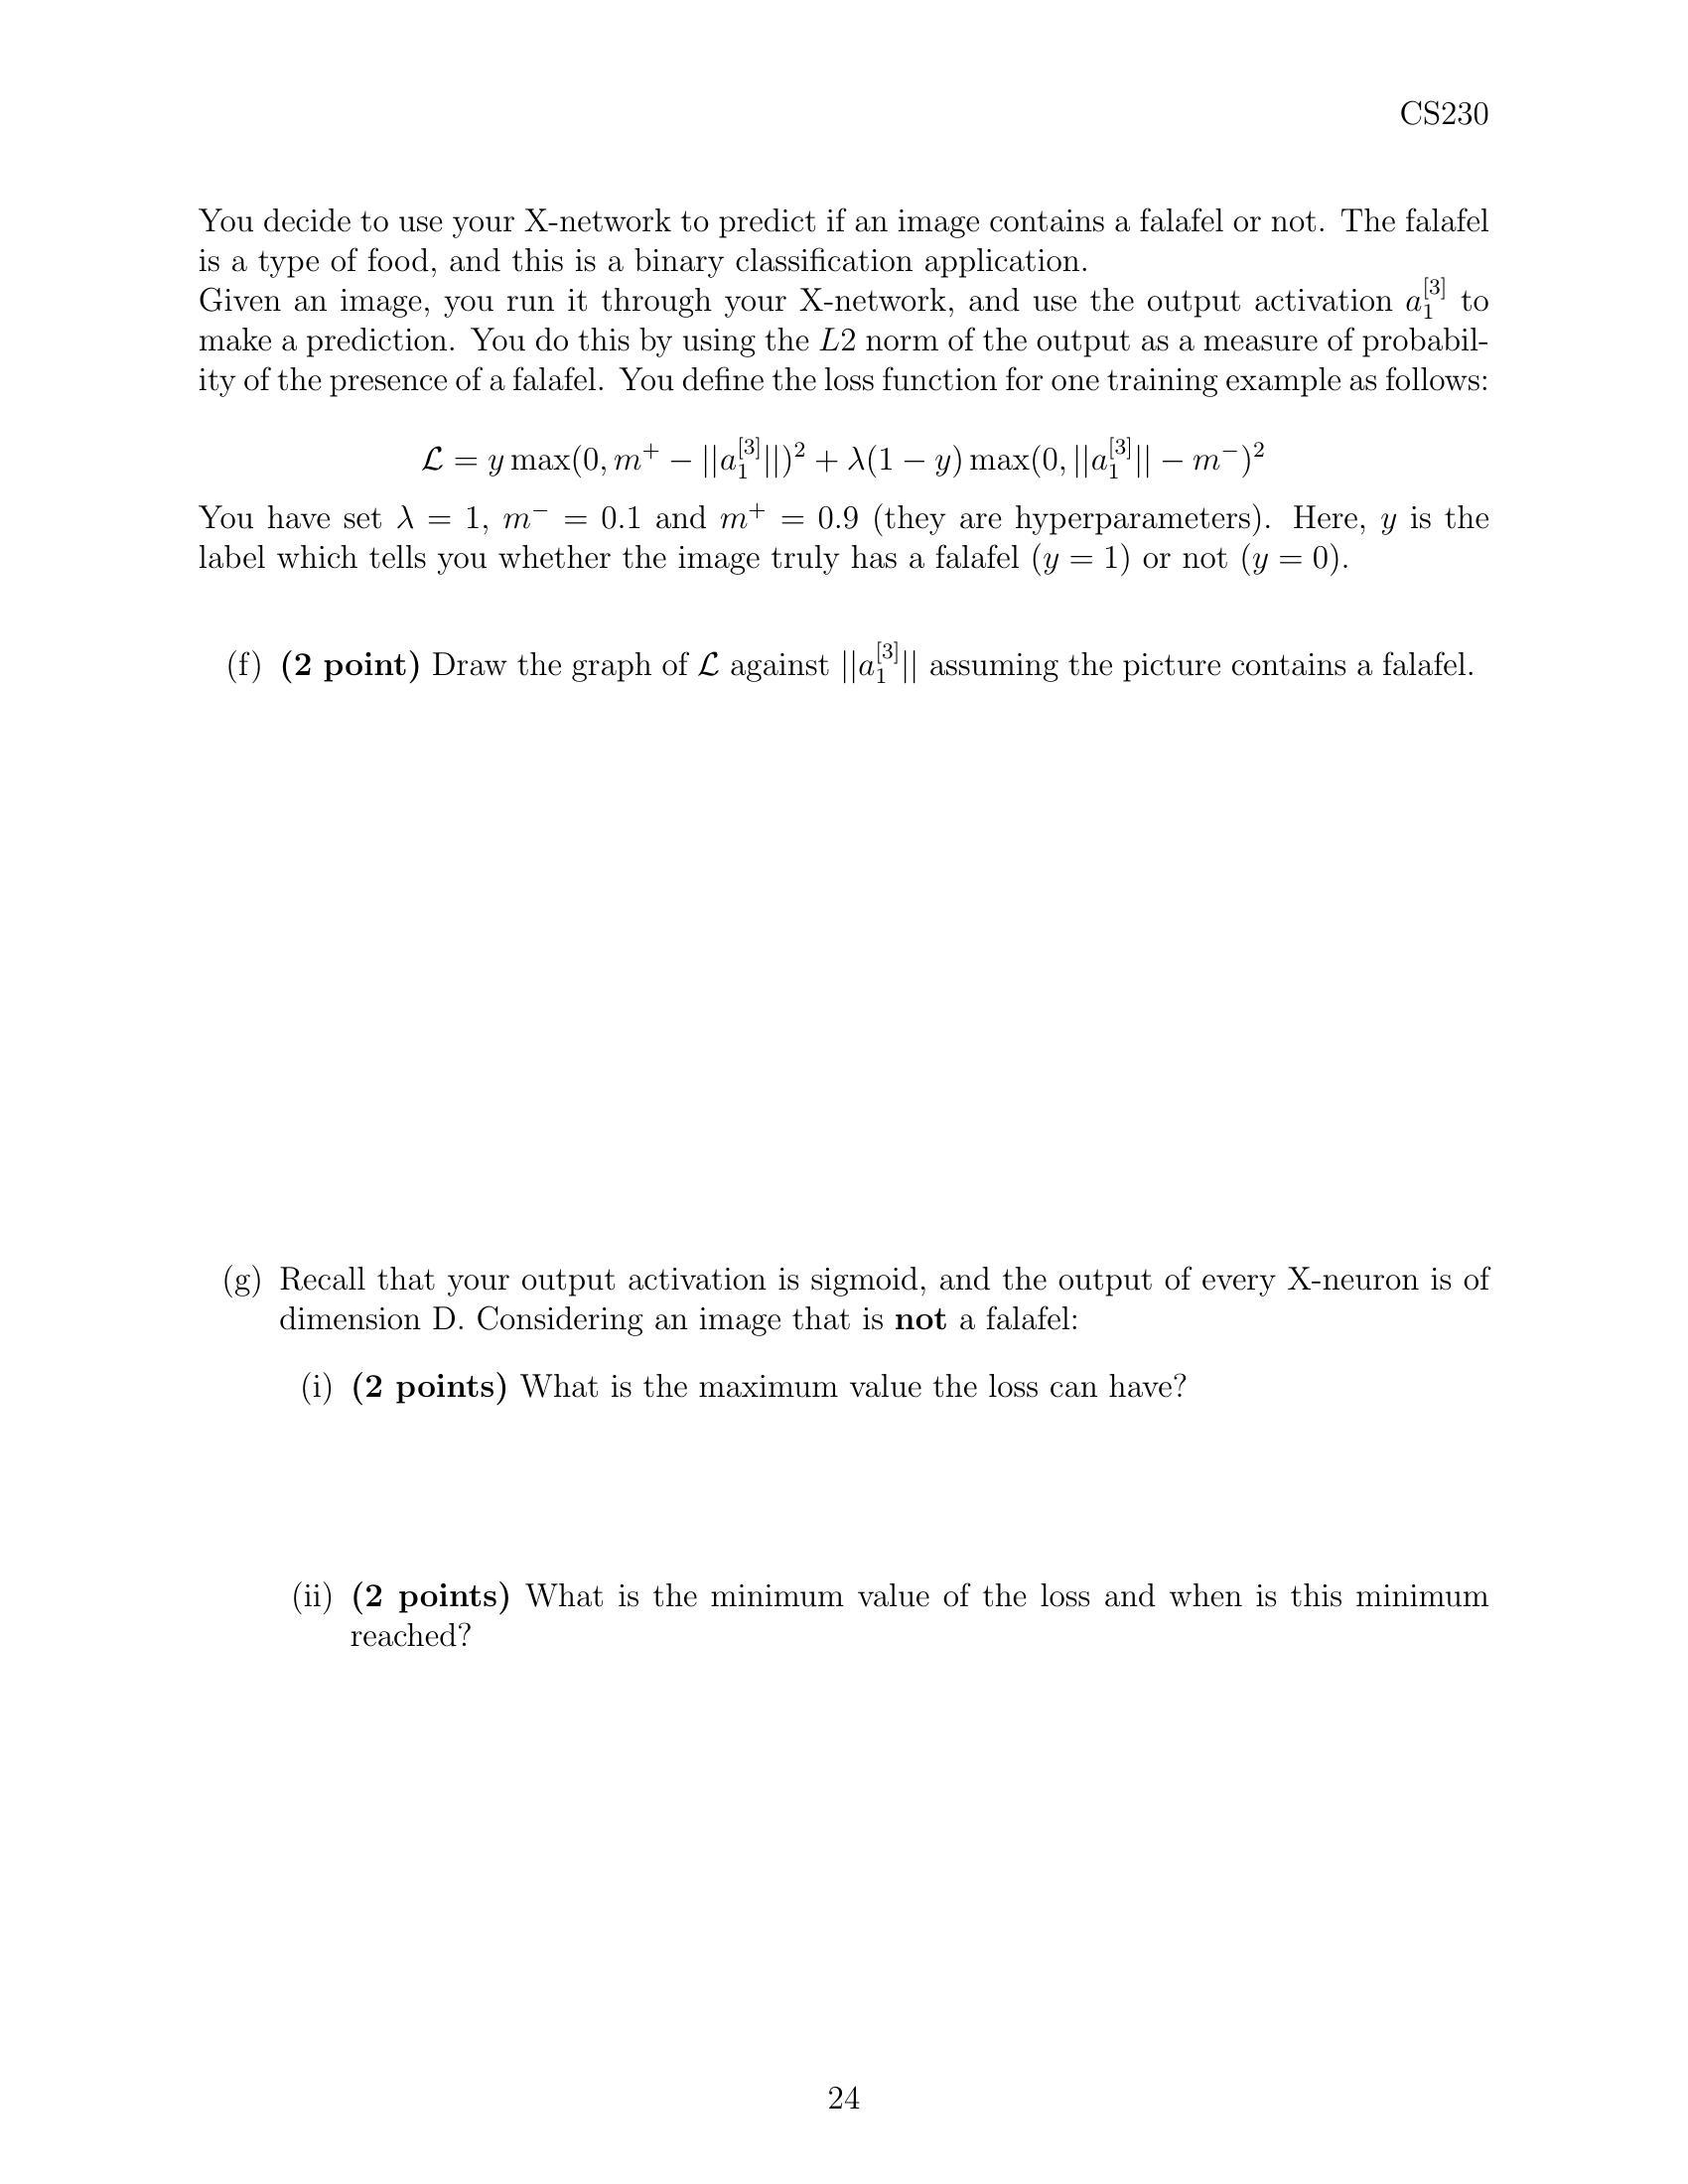 CS230
You decide to use your X-network to predict if an image contains a falafel or not. The falafel
is a type of food, and this is a binary classification application.
Given an image, you run it through your X-network, and use the output activation $a_1^{[3]}$ to
make a prediction. You do this by using the $L2$ norm of the output as a measure of probabil-
ity of the presence of a falafel. You define the loss function for one training example as follows:
$\mathcal{L} = y \max(0, m^+ - ||a_1^{[3]}||)^2 + \lambda(1 - y) \max(0, ||a_1^{[3]}|| - m^-)^2$
You have set $\lambda = 1$, $m^- = 0.1$ and $m^+ = 0.9$ (they are hyperparameters). Here, $y$ is the
label which tells you whether the image truly has a falafel ($y = 1$) or not ($y = 0$).
(f) (2 point) Draw the graph of $\mathcal{L}$ against $||a_1^{[3]}||$ assuming the picture contains a falafel.
(g) Recall that your output activation is sigmoid, and the output of every X-neuron is of
dimension D. Considering an image that is not a falafel:
(i) (2 points) What is the maximum value the loss can have?
(ii) (2 points) What is the minimum value of the loss and when is this minimum
reached?
24